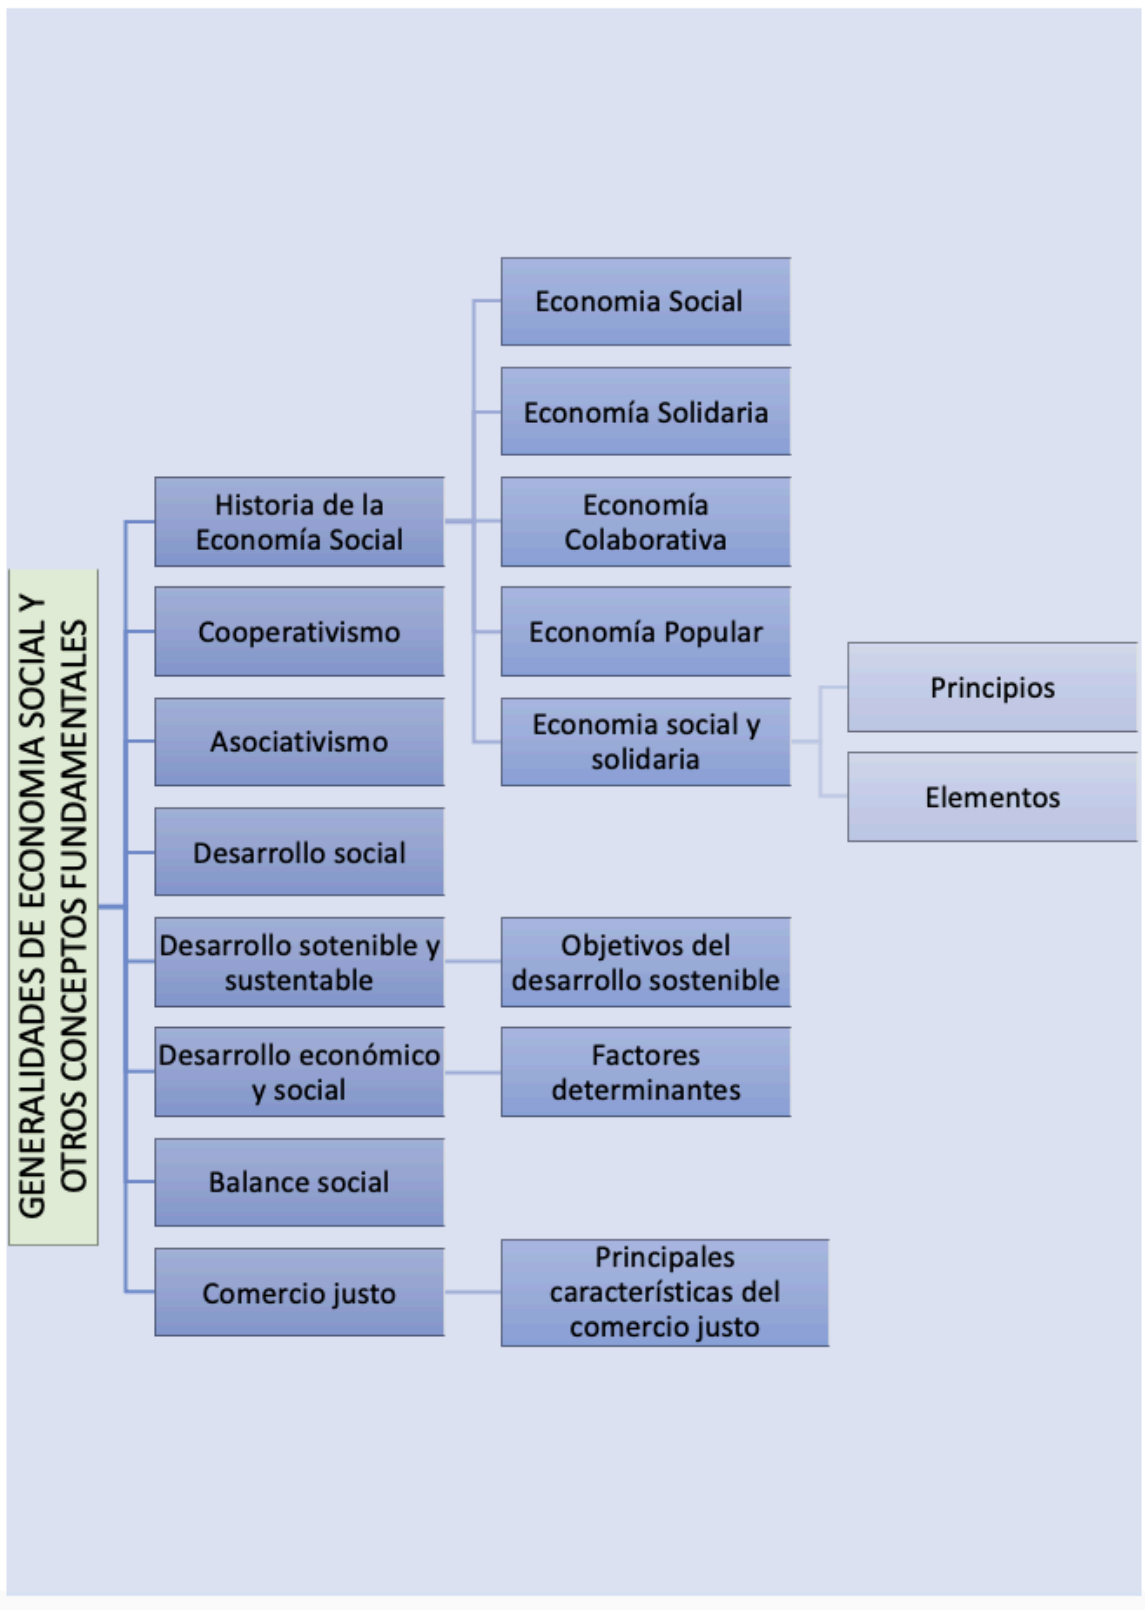 GENERALIDADES DE ECONOMIA SOCIAL Y
OTROS CONCEPTOS FUNDAMENTALES
Historia de la
Economía Social
Economia Social
Economía Solidaria
Economía
Colaborativa
Economía Popular
Economia social y
solidaria
Principios
Elementos
Cooperativismo
Asociativismo
Desarrollo social
Desarrollo sotenible y
sustentable
Objetivos del
desarrollo sostenible
Desarrollo económico
y social
Factores
determinantes
Balance social
Comercio justo
Principales
características del
comercio justo